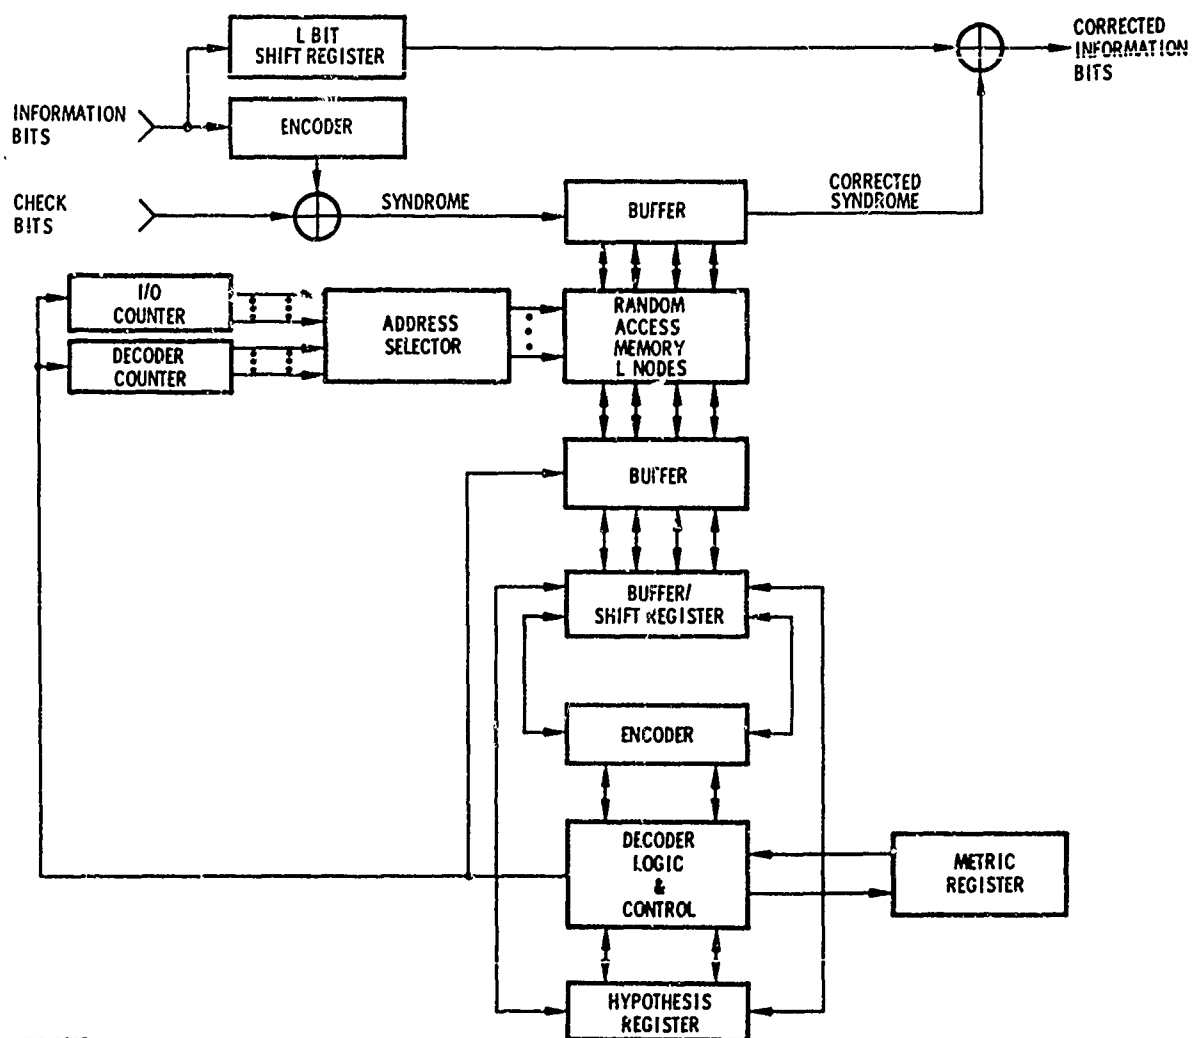 L BIT
SHIFT REGISTER
CORRECTED
INFORMATION
BITS
INFORMATION
BITS
ENCODER
CHECK
BITS
SYNDROME
BUFFER
CORRECTED
SYNDROME
I/O
COUNTER
DECODER
COUNTER
ADDRESS
SELECTOR
RANDOM
ACCESS
MEMORY
L NODES
BUFFER
BUFFER/
SHIFT REGISTER
ENCODER
DECODER
LOGIC
&
CONTROL
METRIC
REGISTER
HYPOTHESIS
REGISTER